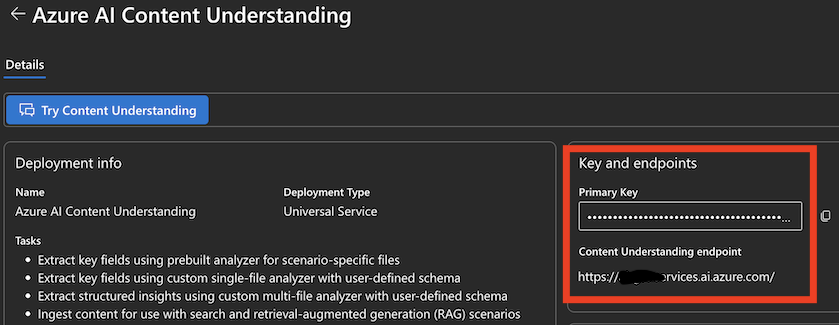 Azure AI Content Understanding
Details
Try Content Understanding
Deployment info
Name
Deployment Type
Azure AI Content Understanding
Universal Service
Tasks
Extract key fields using prebuilt analyzer for scenario-specific files
Extract key fields using custom single-file analyzer with user-defined schema
Extract structured insights using custom multi-file analyzer with user-defined schema
Ingest content for use with search and retrieval-augmented generation (RAG) scenarios
Key and endpoints
Primary Key
Content Understanding endpoint
https:// ervices.ai.azure.com/